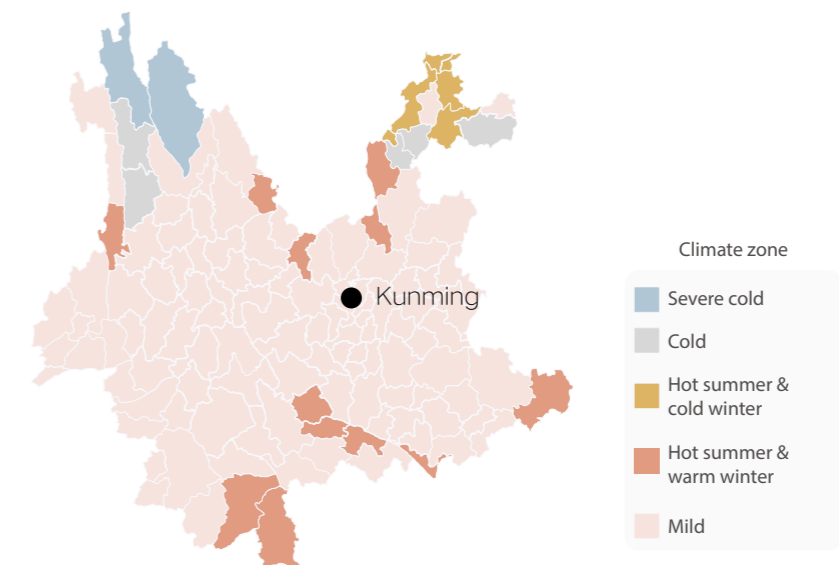 Kunming
Climate zone
Severe cold
Cold
Hot summer &
cold winter
Hot summer &
warm winter
Mild